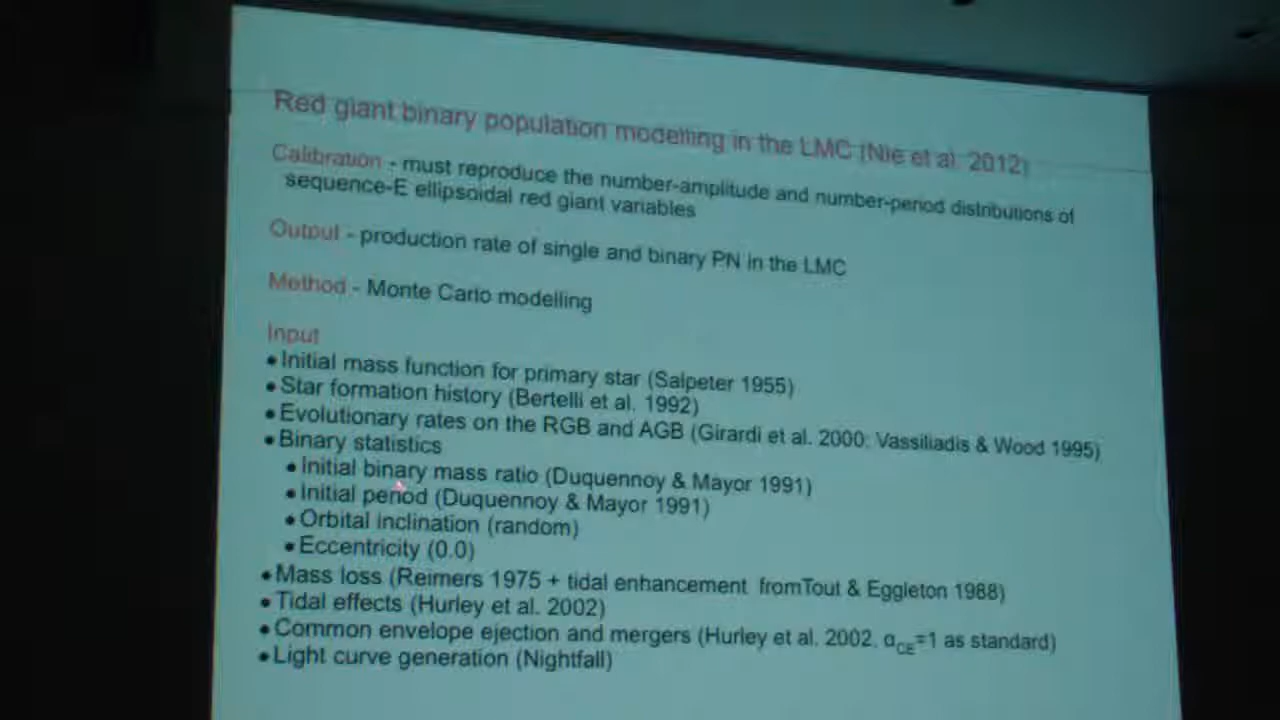 Red giant binary population modelling in the LMC (Nie et al. 2012)
Calibration - must reproduce the number-amplitude and number-period distributions of
sequence-E ellipsoidal red giant variables
Output - production rate of single and binary PN in the LMC
Method - Monte Carlo modelling
Input
•Initial mass function for primary star (Salpeter 1955)
•Star formation history (Bertelli et al. 1992)
•Evolutionary rates on the RGB and AGB (Girardi et al. 2000; Vassiliadis & Wood 1995)
•Binary statistics
•Initial binary mass ratio (Duquennoy & Mayor 1991)
•Initial period (Duquennoy & Mayor 1991)
•Orbital inclination (random)
•Eccentricity (0.0)
•Mass loss (Reimers 1975 + tidal enhancement fromTout & Eggleton 1988)
•Tidal effects (Hurley et al. 2002)
•Common envelope ejection and mergers (Hurley et al. 2002, αCE=1 as standard)
•Light curve generation (Nightfall)